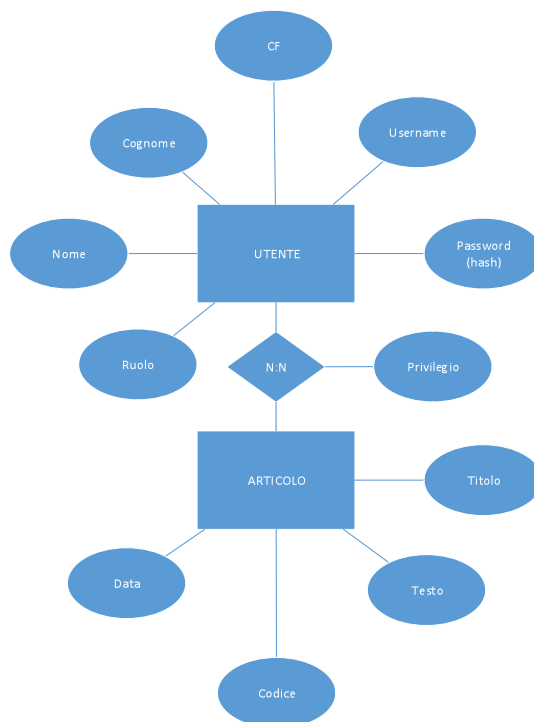 CF
Username
Cognome
Nome
UTENTE
Password
(hash)
Ruolo
N:N
Privilegio
ARTICOLO
Titolo
Data
Testo
Codice